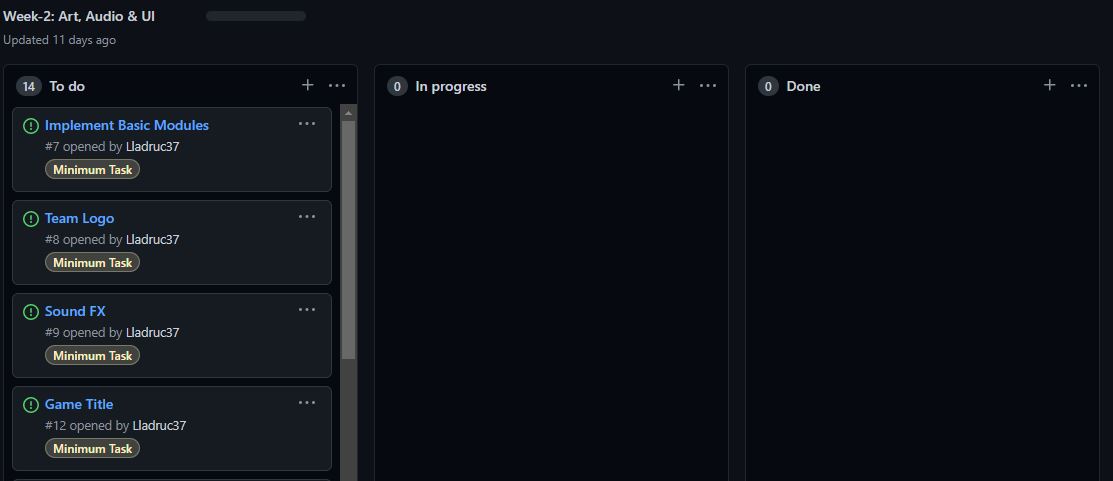 Week-2: Art, Audio & UI
Updated 11 days ago
14 To do
Implement Basic Modules
#7 opened by Lladruc37
Minimum Task
Team Logo
#8 opened by Lladruc37
Minimum Task
Sound FX
#9 opened by Lladruc37
Minimum Task
Game Title
#12 opened by Lladruc37
Minimum Task
0 In progress
0 Done